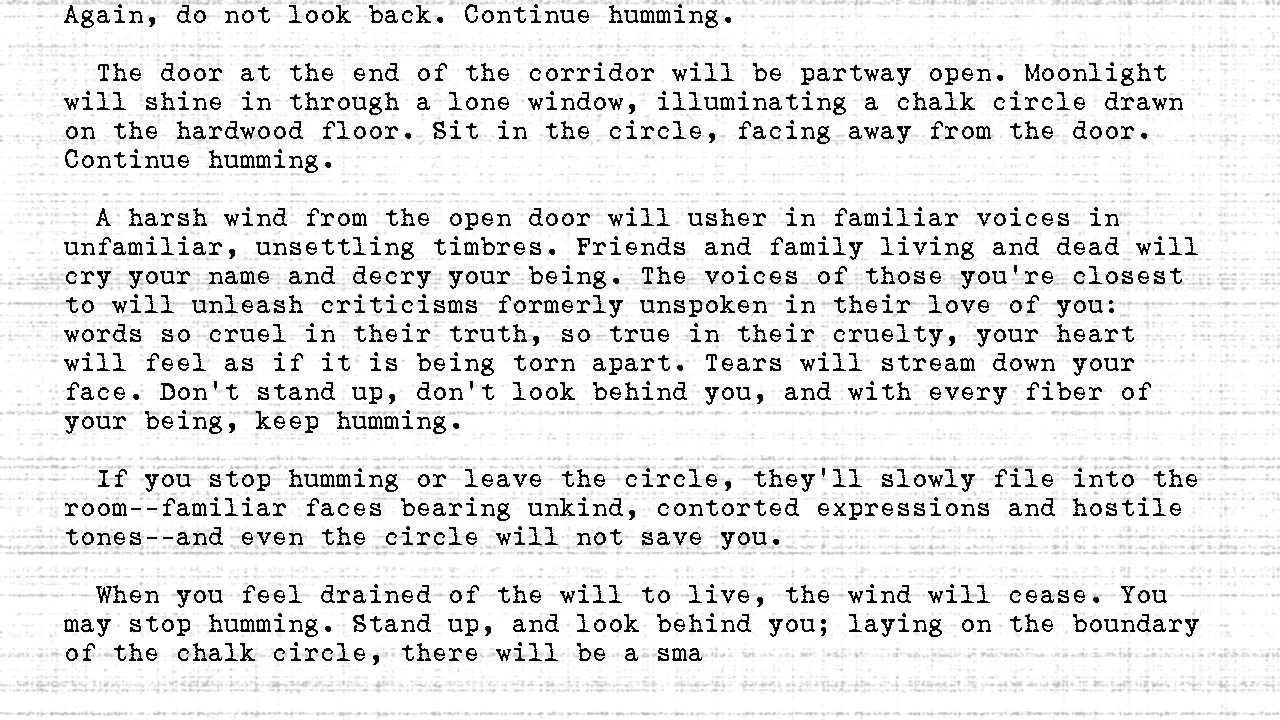 Again, do not look back. Continue humming.
The door at the end of the corridor will be partway open. Moonlight
will shine in through a lone window, illuminating a chalk circle drawn
on the hardwood floor. Sit in the circle, facing away from the door.
Continue humming.
A harsh wind from the open door will usher in familiar voices in
unfamiliar, unsettling timbres. Friends and family living and dead will
cry your name and decry your being. The voices of those you're closest
to will unleash criticisms formerly unspoken in their love of you:
words so cruel in their truth, so true in their cruelty, your heart
will feel as if it is being torn apart. Tears will stream down your
face. Don't stand up, don't look behind you, and with every fiber of
your being, keep humming.
If you stop humming or leave the circle, they'll slowly file into the
room--familiar faces bearing unkind, contorted expressions and hostile
tones--and even the circle will not save you.
When you feel drained of the will to live, the wind will cease. You
may stop humming. Stand up, and look behind you; laying on the boundary
of the chalk circle, there will be a sma